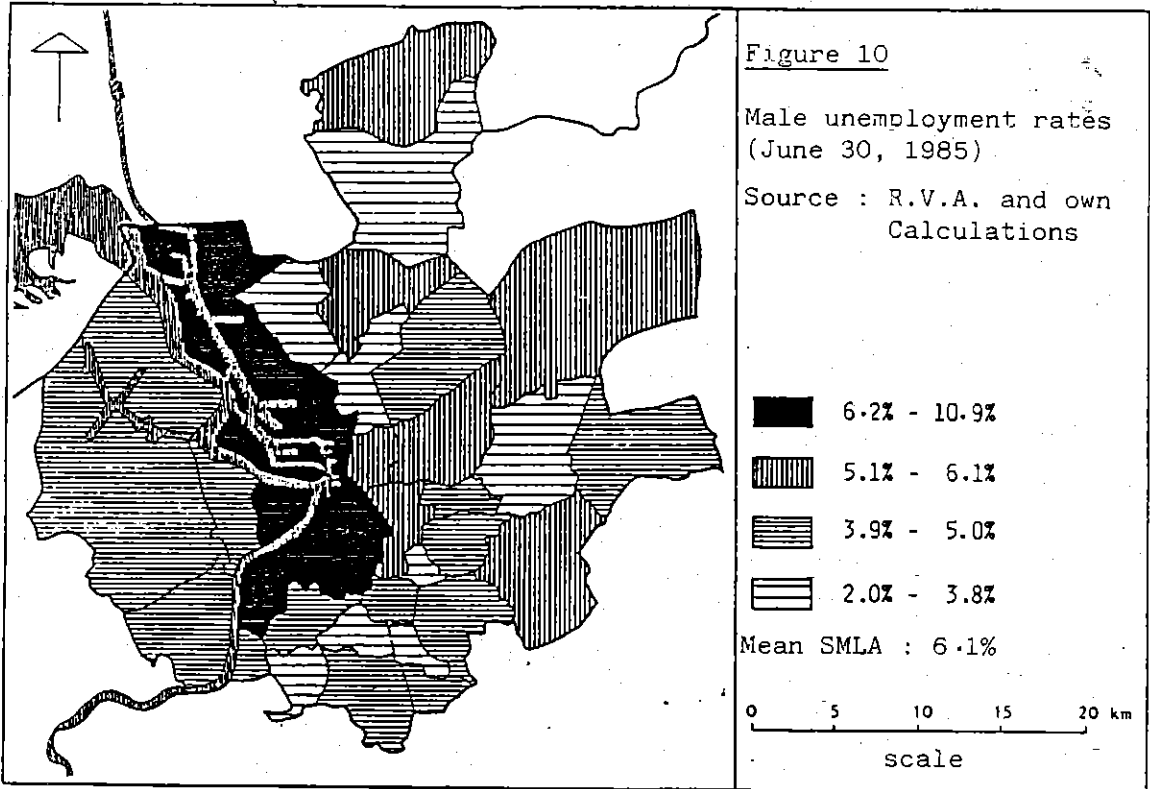 Figure 10
Male unemployment rates
(June 30, 1985)
Source : R.V.A. and own
Calculations
6.2% - 10.9%
5.1% - 6.1%
3.9% - 5.0%
2.0% - 3.8%
Mean SMLA : 6.1%
0 5 10 15 20 km
scale